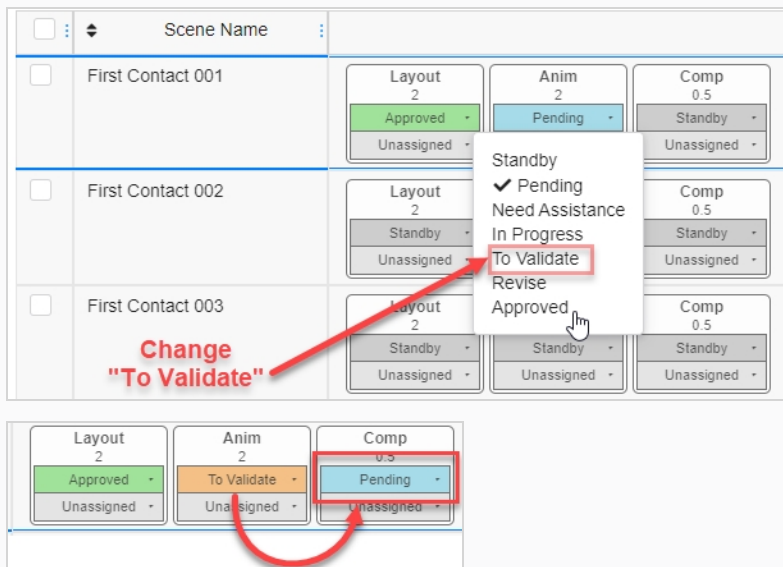 Scene Name
First Contact 001
Layout Anim Comp
2 2 0.5
Approved Pending Standby
Unassigned
Standby
Pending
Need Assistance
In Progress
To Validate
Revise
Approved
First Contact 002
Layout Comp
2 0.5
Standby Standby
Unassigned Unassigned
First Contact 003
Layout Comp
2 0.5
Standby Standby Standby
Unassigned Unassigned Unassigned
Change
"To Validate"
Layout Anim Comp
2 2 0.5
Approved To Validate Pending
Unassigned Unassigned Unassigned